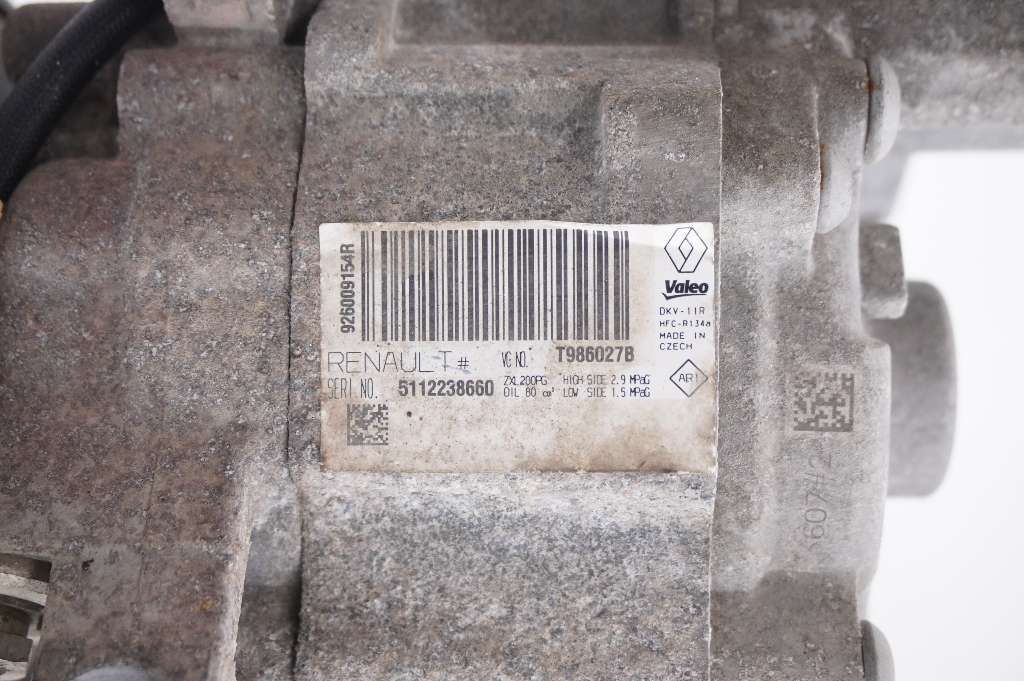 926009154R
Valeo
DKV-11R
HFC-R134a
MADE IN
CZECH
RENAULT# VG NO. T986027B
SERI.NO. 5112238660
ZXL200PG HIGH SIDE 2.9 MPaG
OIL 80 cm³ LOW SIDE 1.5 MPaG
AR1